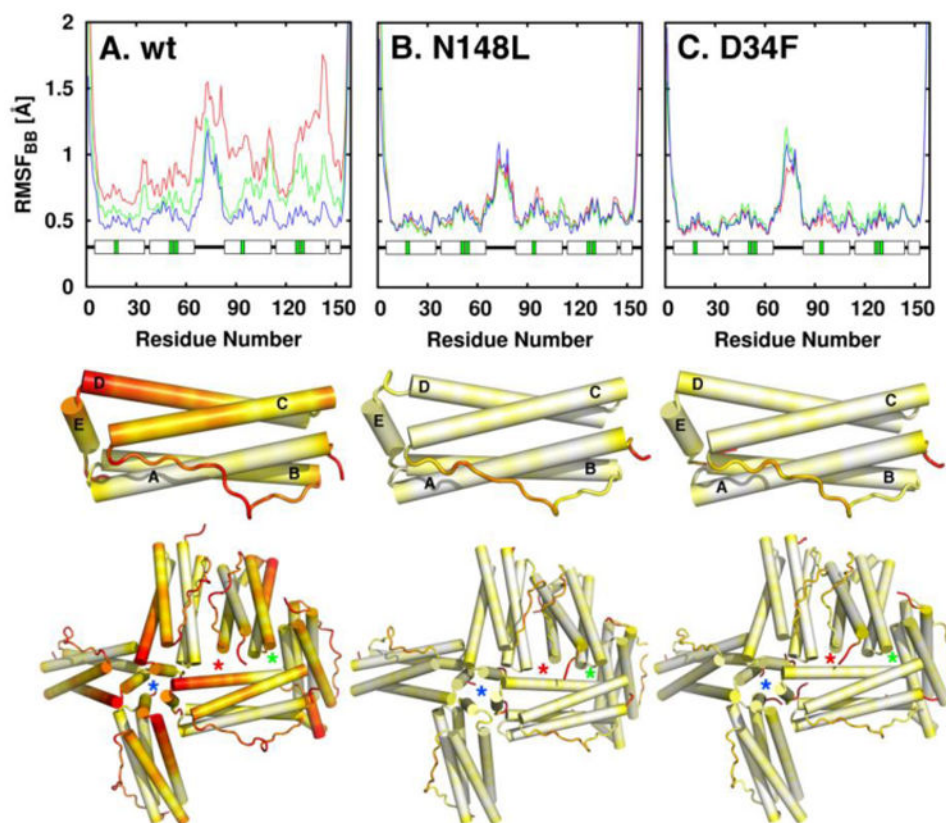 A. wt
B. N148L
C. D34F
RMSF_BB [Å]
2
1.5
1
0.5
0
0 30 60 90 120 150
0 30 60 90 120 150
0 30 60 90 120 150
Residue Number
Residue Number
Residue Number
D
C
E
A
B
D
C
E
A
B
D
C
E
A
B
*
*
*
*
*
*
*
*
*